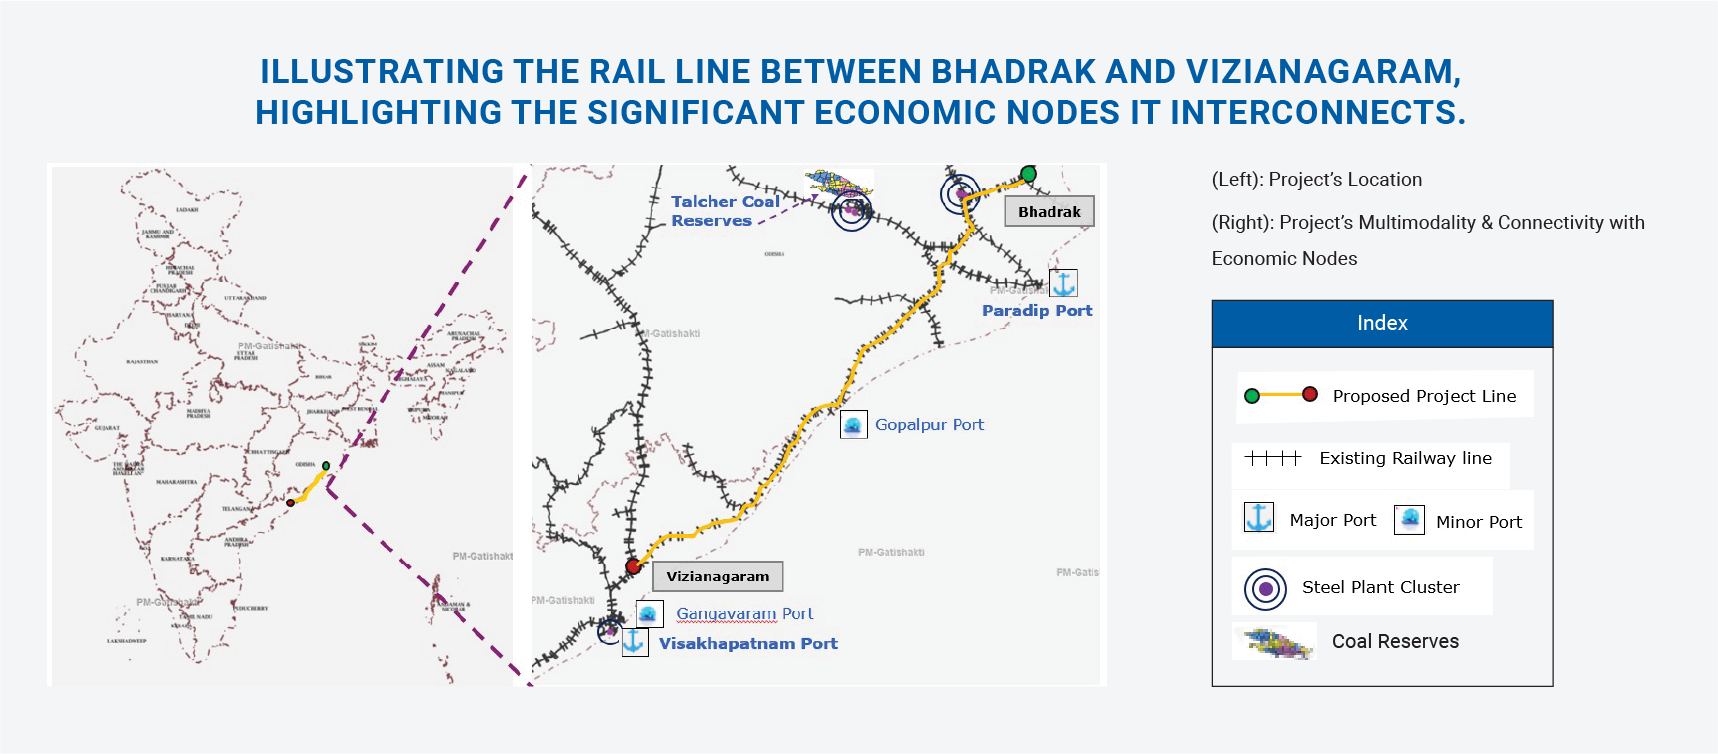 ILLUSTRATING THE RAIL LINE BETWEEN BHADRAK AND VIZIANAGARAM,
HIGHLIGHTING THE SIGNIFICANT ECONOMIC NODES IT INTERCONNECTS.
LADAKH
JAMMU AND
KASHMIR
HIMACHAL
PRADESH
PUNJAB
CHANDIGARH
UTTARAKHAND
HARYANA
DELHI
PM-Gatishakti
UTTAR
PRADESH
RAJASTHAN
SIKKIM
ARUNACHAL
PRADESH
ASSAM
NAGALAND
MEGHALAYA
MANIPUR
BIHAR
TRIPURA
MIZORAM
JHARKHAND
WEST BENGAL
MADHYA
PRADESH
GUJARAT
CHHATTISGARH
ODISHA
MAHARASHTRA
TELANGANA
ANDHRA
PRADESH
KARNATAKA
PM-Gatishakti
PM-Gatishakti
PUDUCHERRY
TAMIL NADU
KERALA
ANDAMAN &
NICOBAR
LAKSHADWEEP
Talcher Coal
Reserves
Bhadrak
ODISHA
PM-Gatishak
Paradip Port
M-Gatishakti
Gopalpur Port
PM-Gatishakti
PM-Gatis
Vizianagaram
PM-Gatishakti
Gangavaram Port
Visakhapatnam Port
(Left): Project's Location
(Right): Project's Multimodality & Connectivity with
Economic Nodes
Index
Proposed Project Line
Existing Railway line
Major Port
Minor Port
Steel Plant Cluster
Coal Reserves